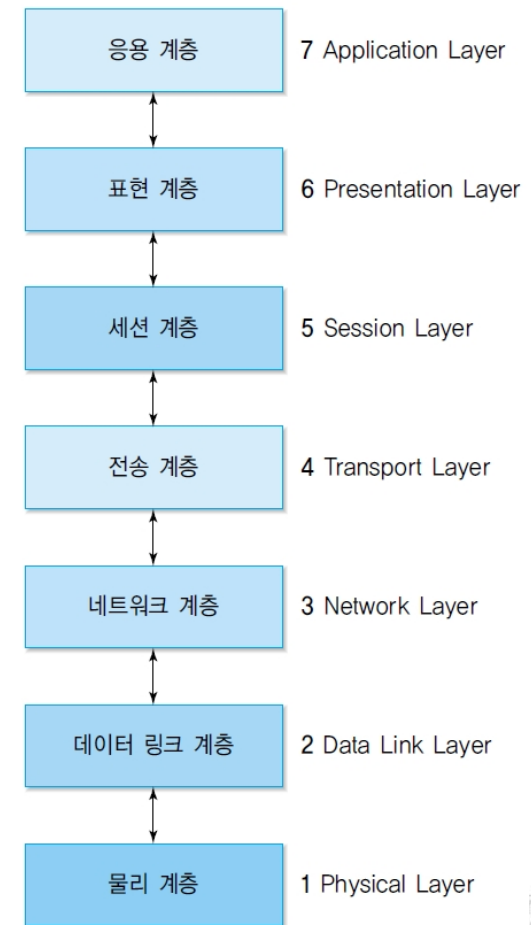 응용 계층 7 Application Layer
표현 계층 6 Presentation Layer
세션 계층 5 Session Layer
전송 계층 4 Transport Layer
네트워크 계층 3 Network Layer
데이터 링크 계층 2 Data Link Layer
물리 계층 1 Physical Layer